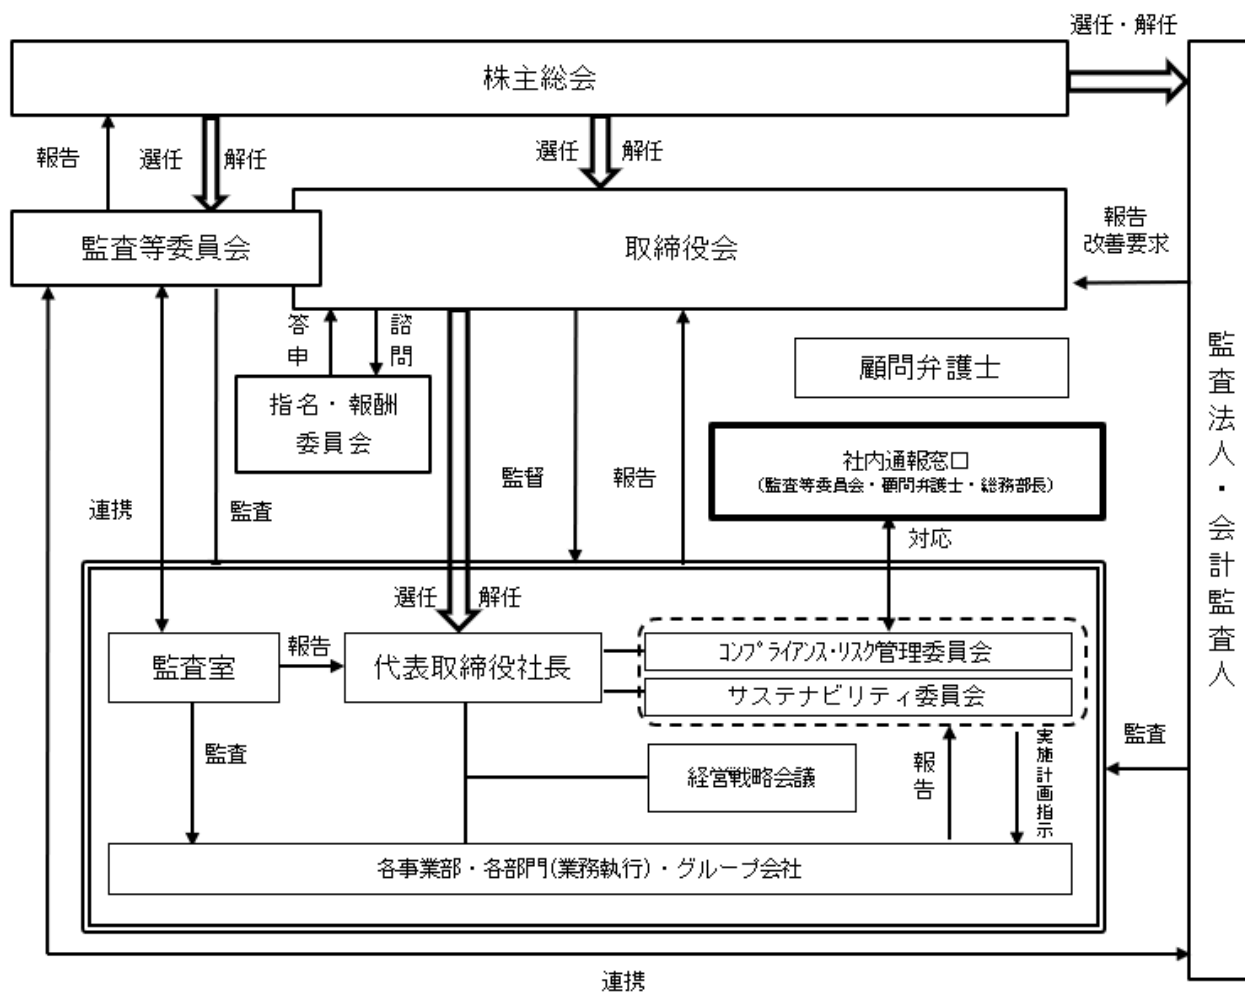 選任・解任
株主総会
報告
選任
解任
選任
解任
監査等委員会
取締役会
報告
改善要求
答申
諮問
顧問弁護士
指名・報酬
委員会
社内通報窓口
(監査等委員会・顧問弁護士・総務部長)
監督
報告
連携
監査
対応
監査法人・会計監査人
選任
解任
監査室
報告
代表取締役社長
コンプライアンス・リスク管理委員会
サステナビリティ委員会
監査
経営戦略会議
報告
実施計画指示
監査
各事業部・各部門(業務執行)・グループ会社
連携